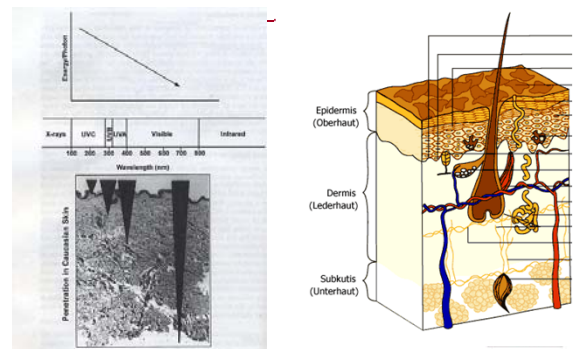 Energy/Photon
X-rays UVC UVB UVA Visible Infrared
100 200 300 400 500 600 700 800
Wavelength (nm)
Penetration in Caucasian Skin
Epidermis
(Oberhaut)
Dermis
(Lederhaut)
Subkutis
(Unterhaut)